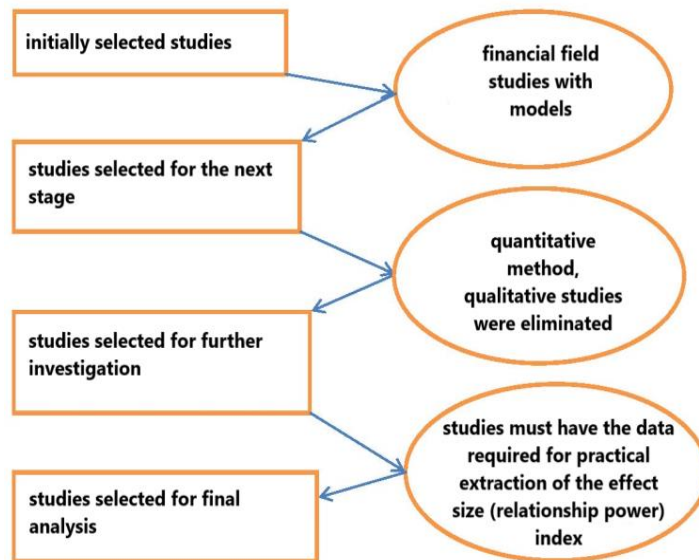 initially selected studies
financial field
studies with
models
studies selected for the next
stage
quantitative
method,
qualitative studies
were eliminated
studies selected for further
investigation
studies must have the data
required for practical
extraction of the effect
size (relationship power)
index
studies selected for final
analysis